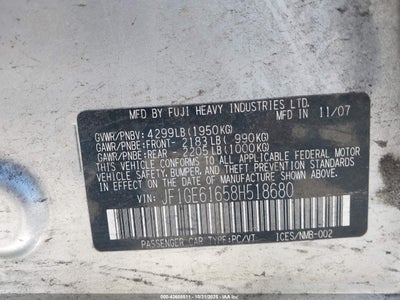 MFD. BY FUJI HEAVY INDUSTRIES LTD. 11/07
GVWR/PNBV: 4299LB(1950KG)
GAWR/PNBE:FRONT- 2183LB( 990KG)
GAWR/PNBE:REAR - 2205LB(1000KG)
THIS VEHICLE CONFORMS TO ALL APPLICABLE FEDERAL MOTOR
VEHICLE SAFETY, BUMPER, AND THEFT PREVENTION STANDARDS
IN EFFECT ON THE DATE OF MANUFACTURE SHOWN ABOVE.
VIN: JF1GE61658H518680
PASSENGER CAR TYPE:PC/VT ICES/NMB-002